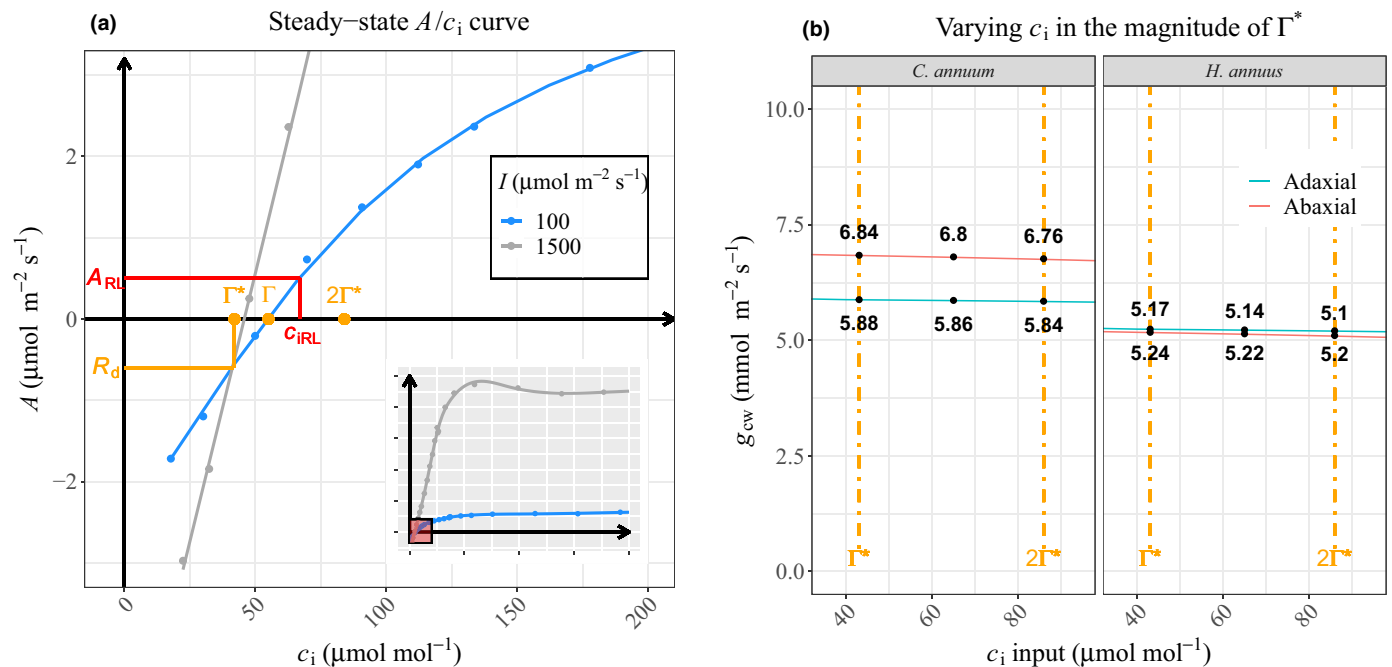 (a)
Steady−state A/ci curve
A (μmol m−2 s−1)
2
0
−2
ARL
Rd
Γ*
Γ
2Γ*
ciRL
I (μmol m−2 s−1)
100
1500
0
50
100
150
200
ci (μmol mol−1)
(b)
Varying ci in the magnitude of Γ*
C. annuum
H. annuus
gcw (mmol m−2 s−1)
10.0
7.5
5.0
2.5
0.0
6.84
6.8
6.76
5.88
5.86
5.84
5.17
5.14
5.1
5.24
5.22
5.2
Adaxial
Abaxial
Γ*
2Γ*
Γ*
2Γ*
40
60
80
40
60
80
ci input (μmol mol−1)